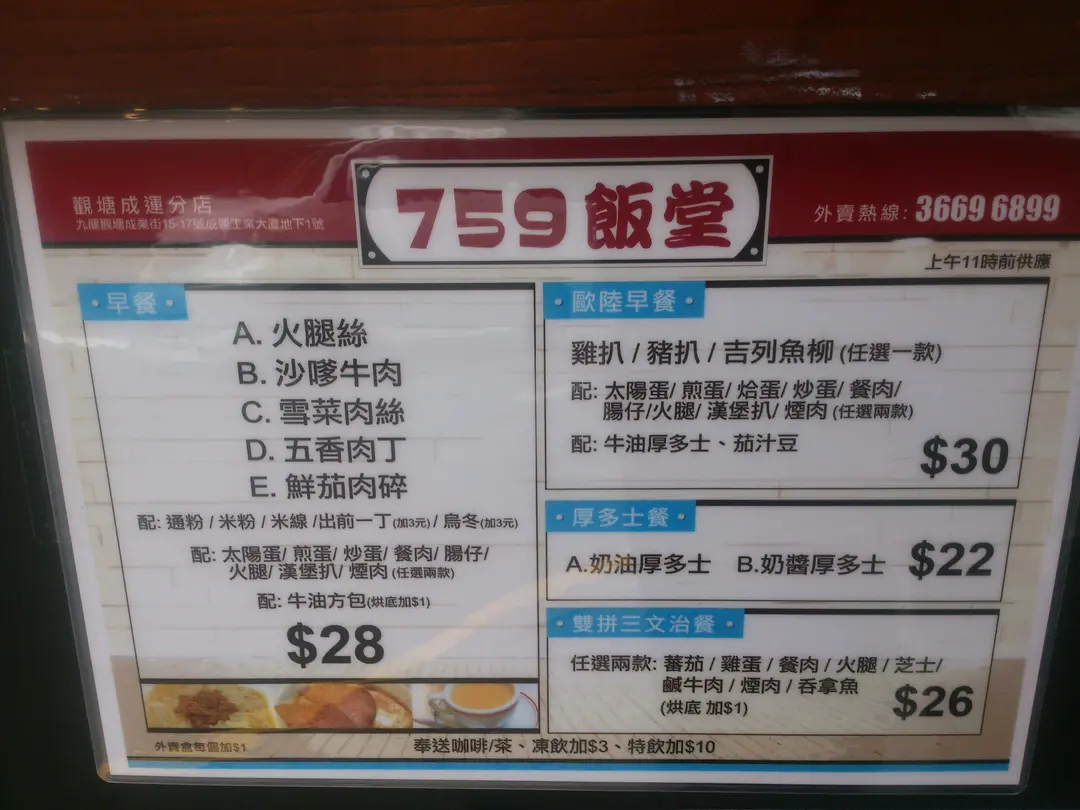 觀塘成運分店
九龍觀塘成業街15-17號成運工業大廈地下1號
759飯堂
外賣熱線: 3669 6899
上午11時前供應
早餐
A. 火腿絲
B. 沙嗲牛肉
C. 雪菜肉絲
D. 五香肉丁
E. 鮮茄肉碎
配: 通粉 / 米粉 / 米線 /出前一丁(加3元) / 烏冬(加3元)
配: 太陽蛋/ 煎蛋/ 炒蛋/ 餐肉/ 腸仔/
火腿/ 漢堡扒/ 煙肉 (任選兩款)
配: 牛油方包(烘底加$1)
$28
歐陸早餐
雞扒 / 豬扒 / 吉列魚柳 (任選一款)
配: 太陽蛋/ 煎蛋/ 烚蛋/ 炒蛋/ 餐肉/
腸仔/火腿/ 漢堡扒/ 煙肉 (任選兩款)
配: 牛油厚多士、茄汁豆
$30
厚多士餐
A.奶油厚多士 B.奶醬厚多士 $22
雙拼三文治餐
任選兩款: 蕃茄 / 雞蛋 / 餐肉 / 火腿 / 芝士/
鹹牛肉 / 煙肉 / 吞拿魚
(烘底 加$1)
$26
外賣盒每個加$1
奉送咖啡/茶、凍飲加$3、特飲加$10